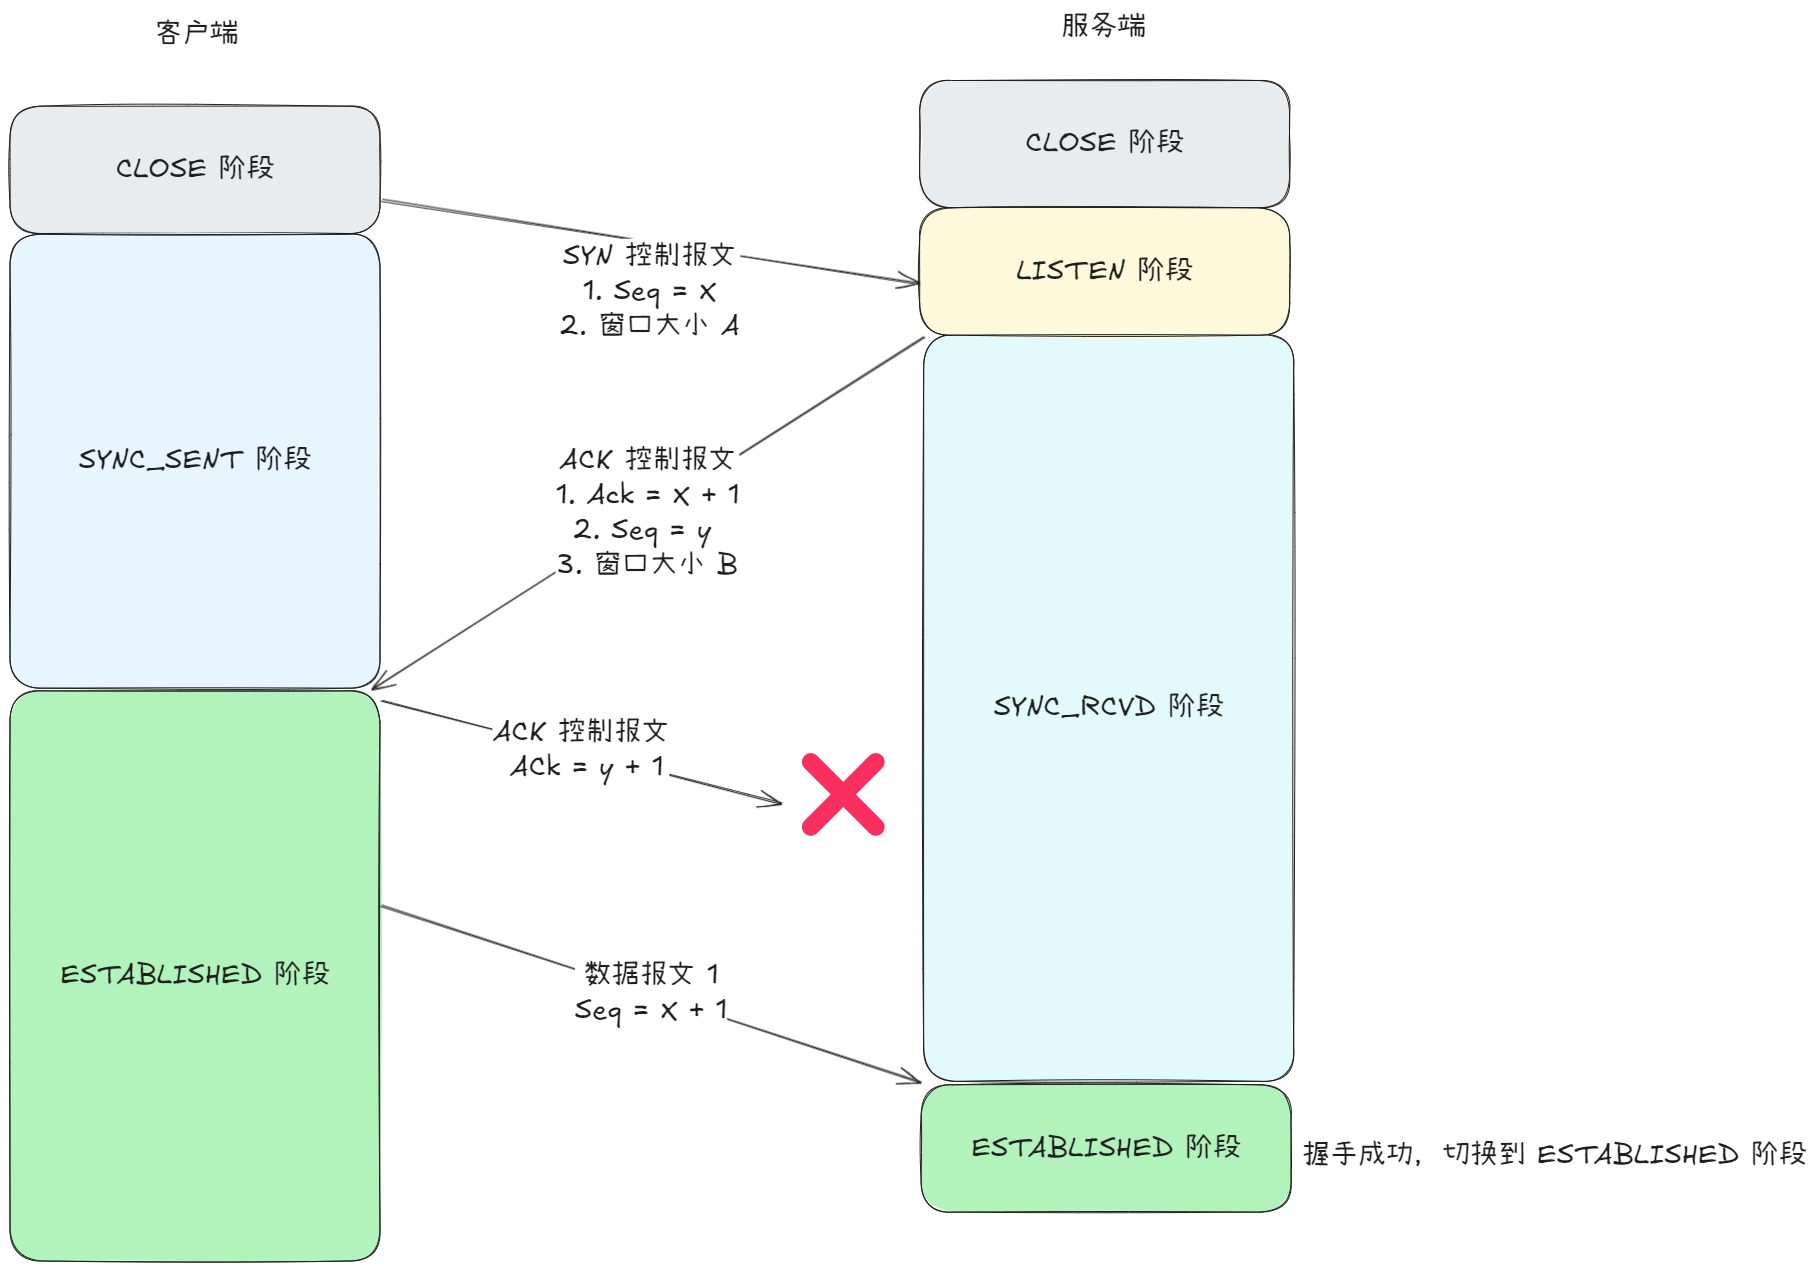 客户端
服务端
CLOSE 阶段
CLOSE 阶段
SYN 控制报文
1. Seq = X
2. 窗口大小 A
LISTEN 阶段
SYNC_SENT 阶段
ACK 控制报文
1. Ack = X + 1
2. Seq = y
3. 窗口大小 B
SYNC_RCVD 阶段
ACK 控制报文
ACk = y + 1
ESTABLISHED 阶段
数据报文 1
Seq = X + 1
ESTABLISHED 阶段
握手成功，切换到 ESTABLISHED 阶段